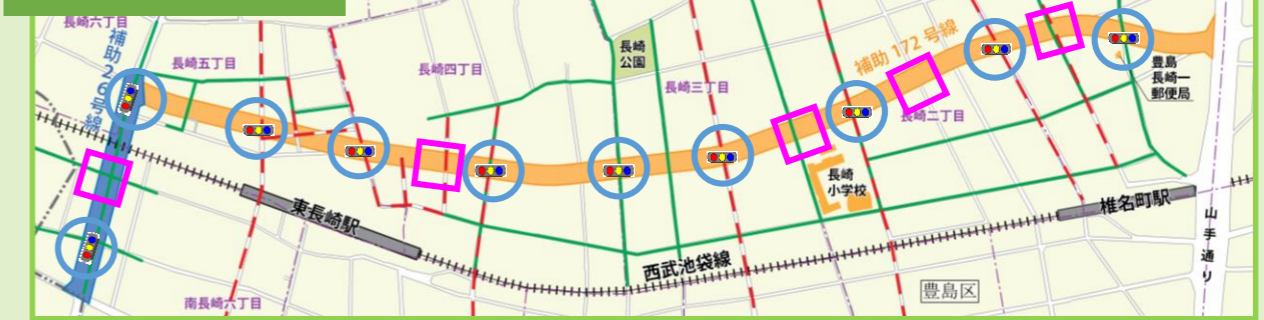 長崎六丁目
補助26号線
長崎五丁目
長崎四丁目
長崎
公園
長崎三丁目
補助 172 号線
長崎二丁目
豊島
長崎一
郵便局
長崎
小学校
東長崎駅
西武池袋線
椎名町駅
山手通り
豊島区
南長崎六丁目